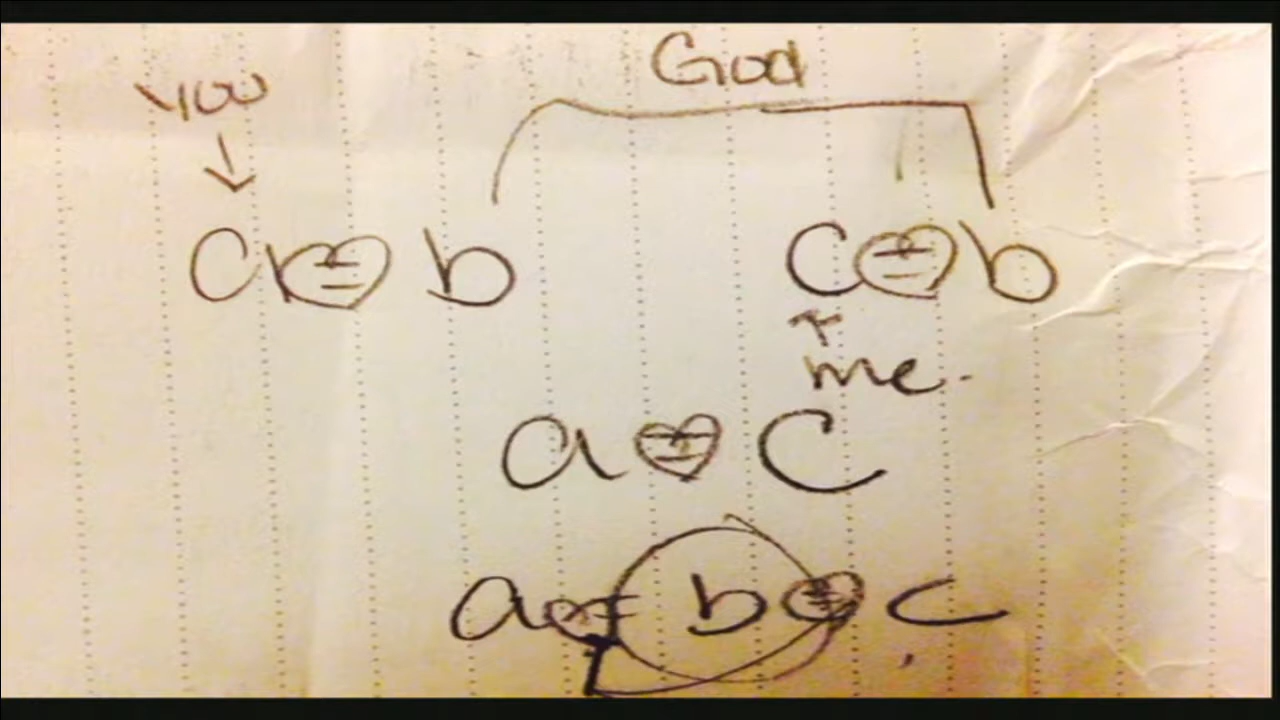 God
you
a = b c = b
me.
a = c
a = b = c